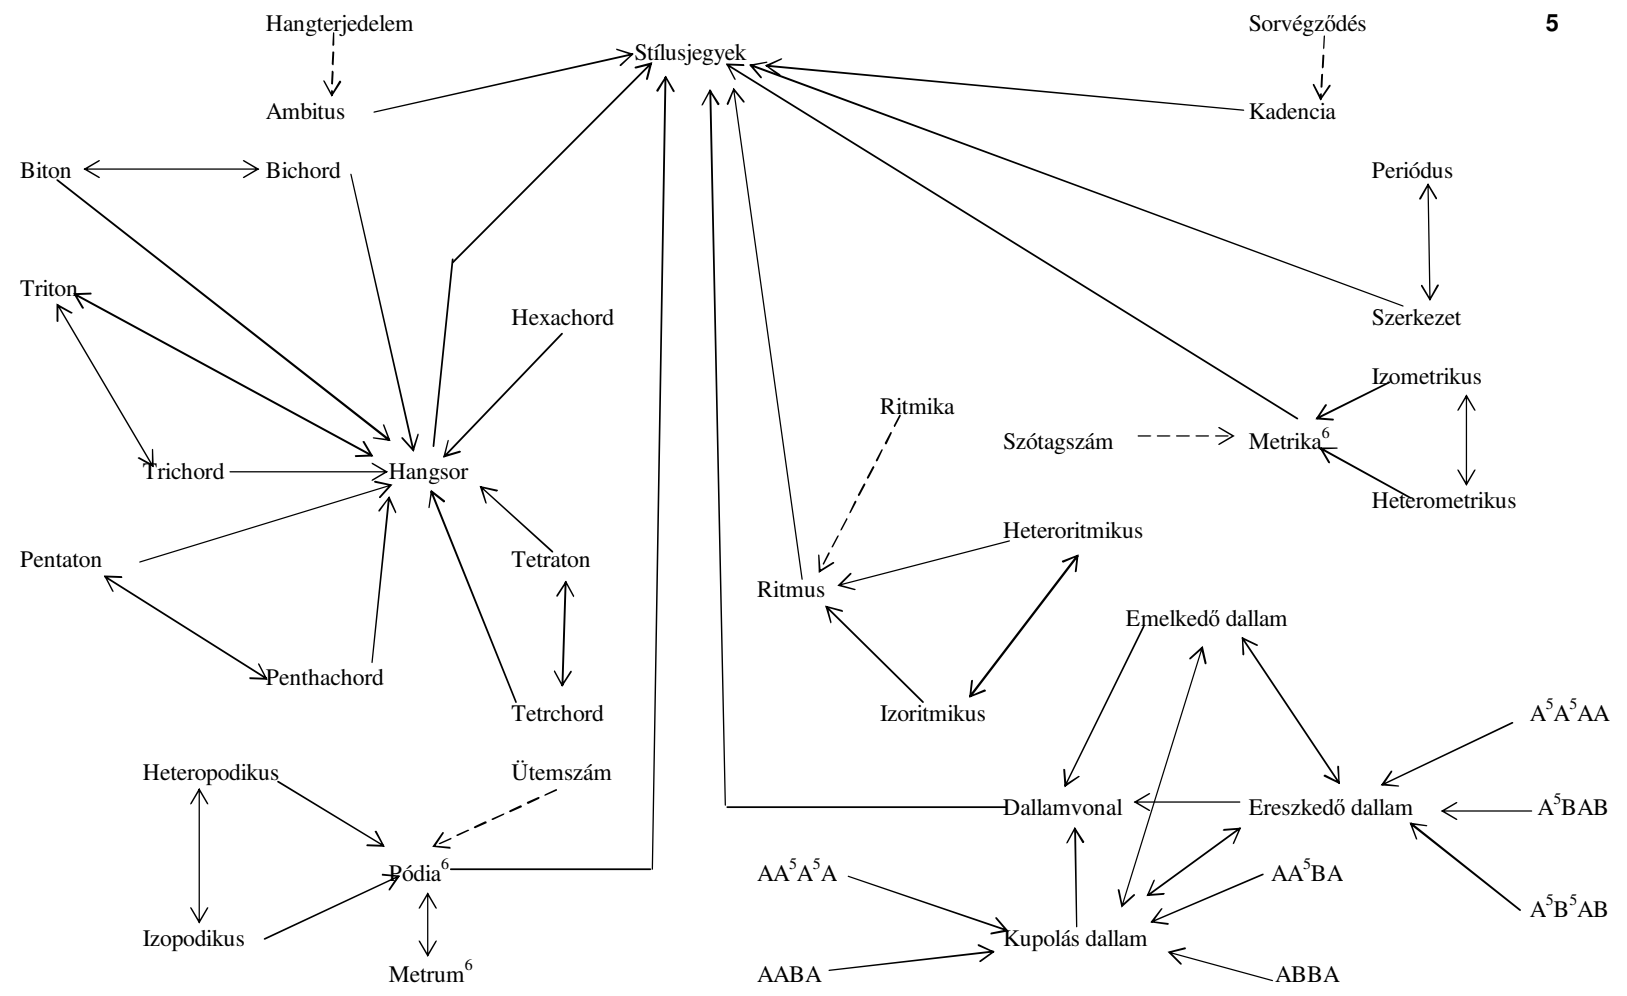 Hangterjedelem
Sorvégződés
5
Stílusjegyek
Ambitus
Kadencia
Biton
Bichord
Periódus
Triton
Hexachord
Szerkezet
Izometrikus
Ritmika
Szótagszám
Metrika⁶
Trichord
Hangsor
Heterometrikus
Heteroritmikus
Pentaton
Tetraton
Ritmus
Emelkedő dallam
Penthachord
Tetrchord
Izoritmikus
A⁵A⁵AA
Heteropodikus
Ütemszám
Dallamvonal
Ereszkedő dallam
A⁵BAB
Pódia⁶
AA⁵A⁵A
AA⁵BA
A⁵B⁵AB
Izopodikus
Kupolás dallam
Metrum⁶
AABA
ABBA